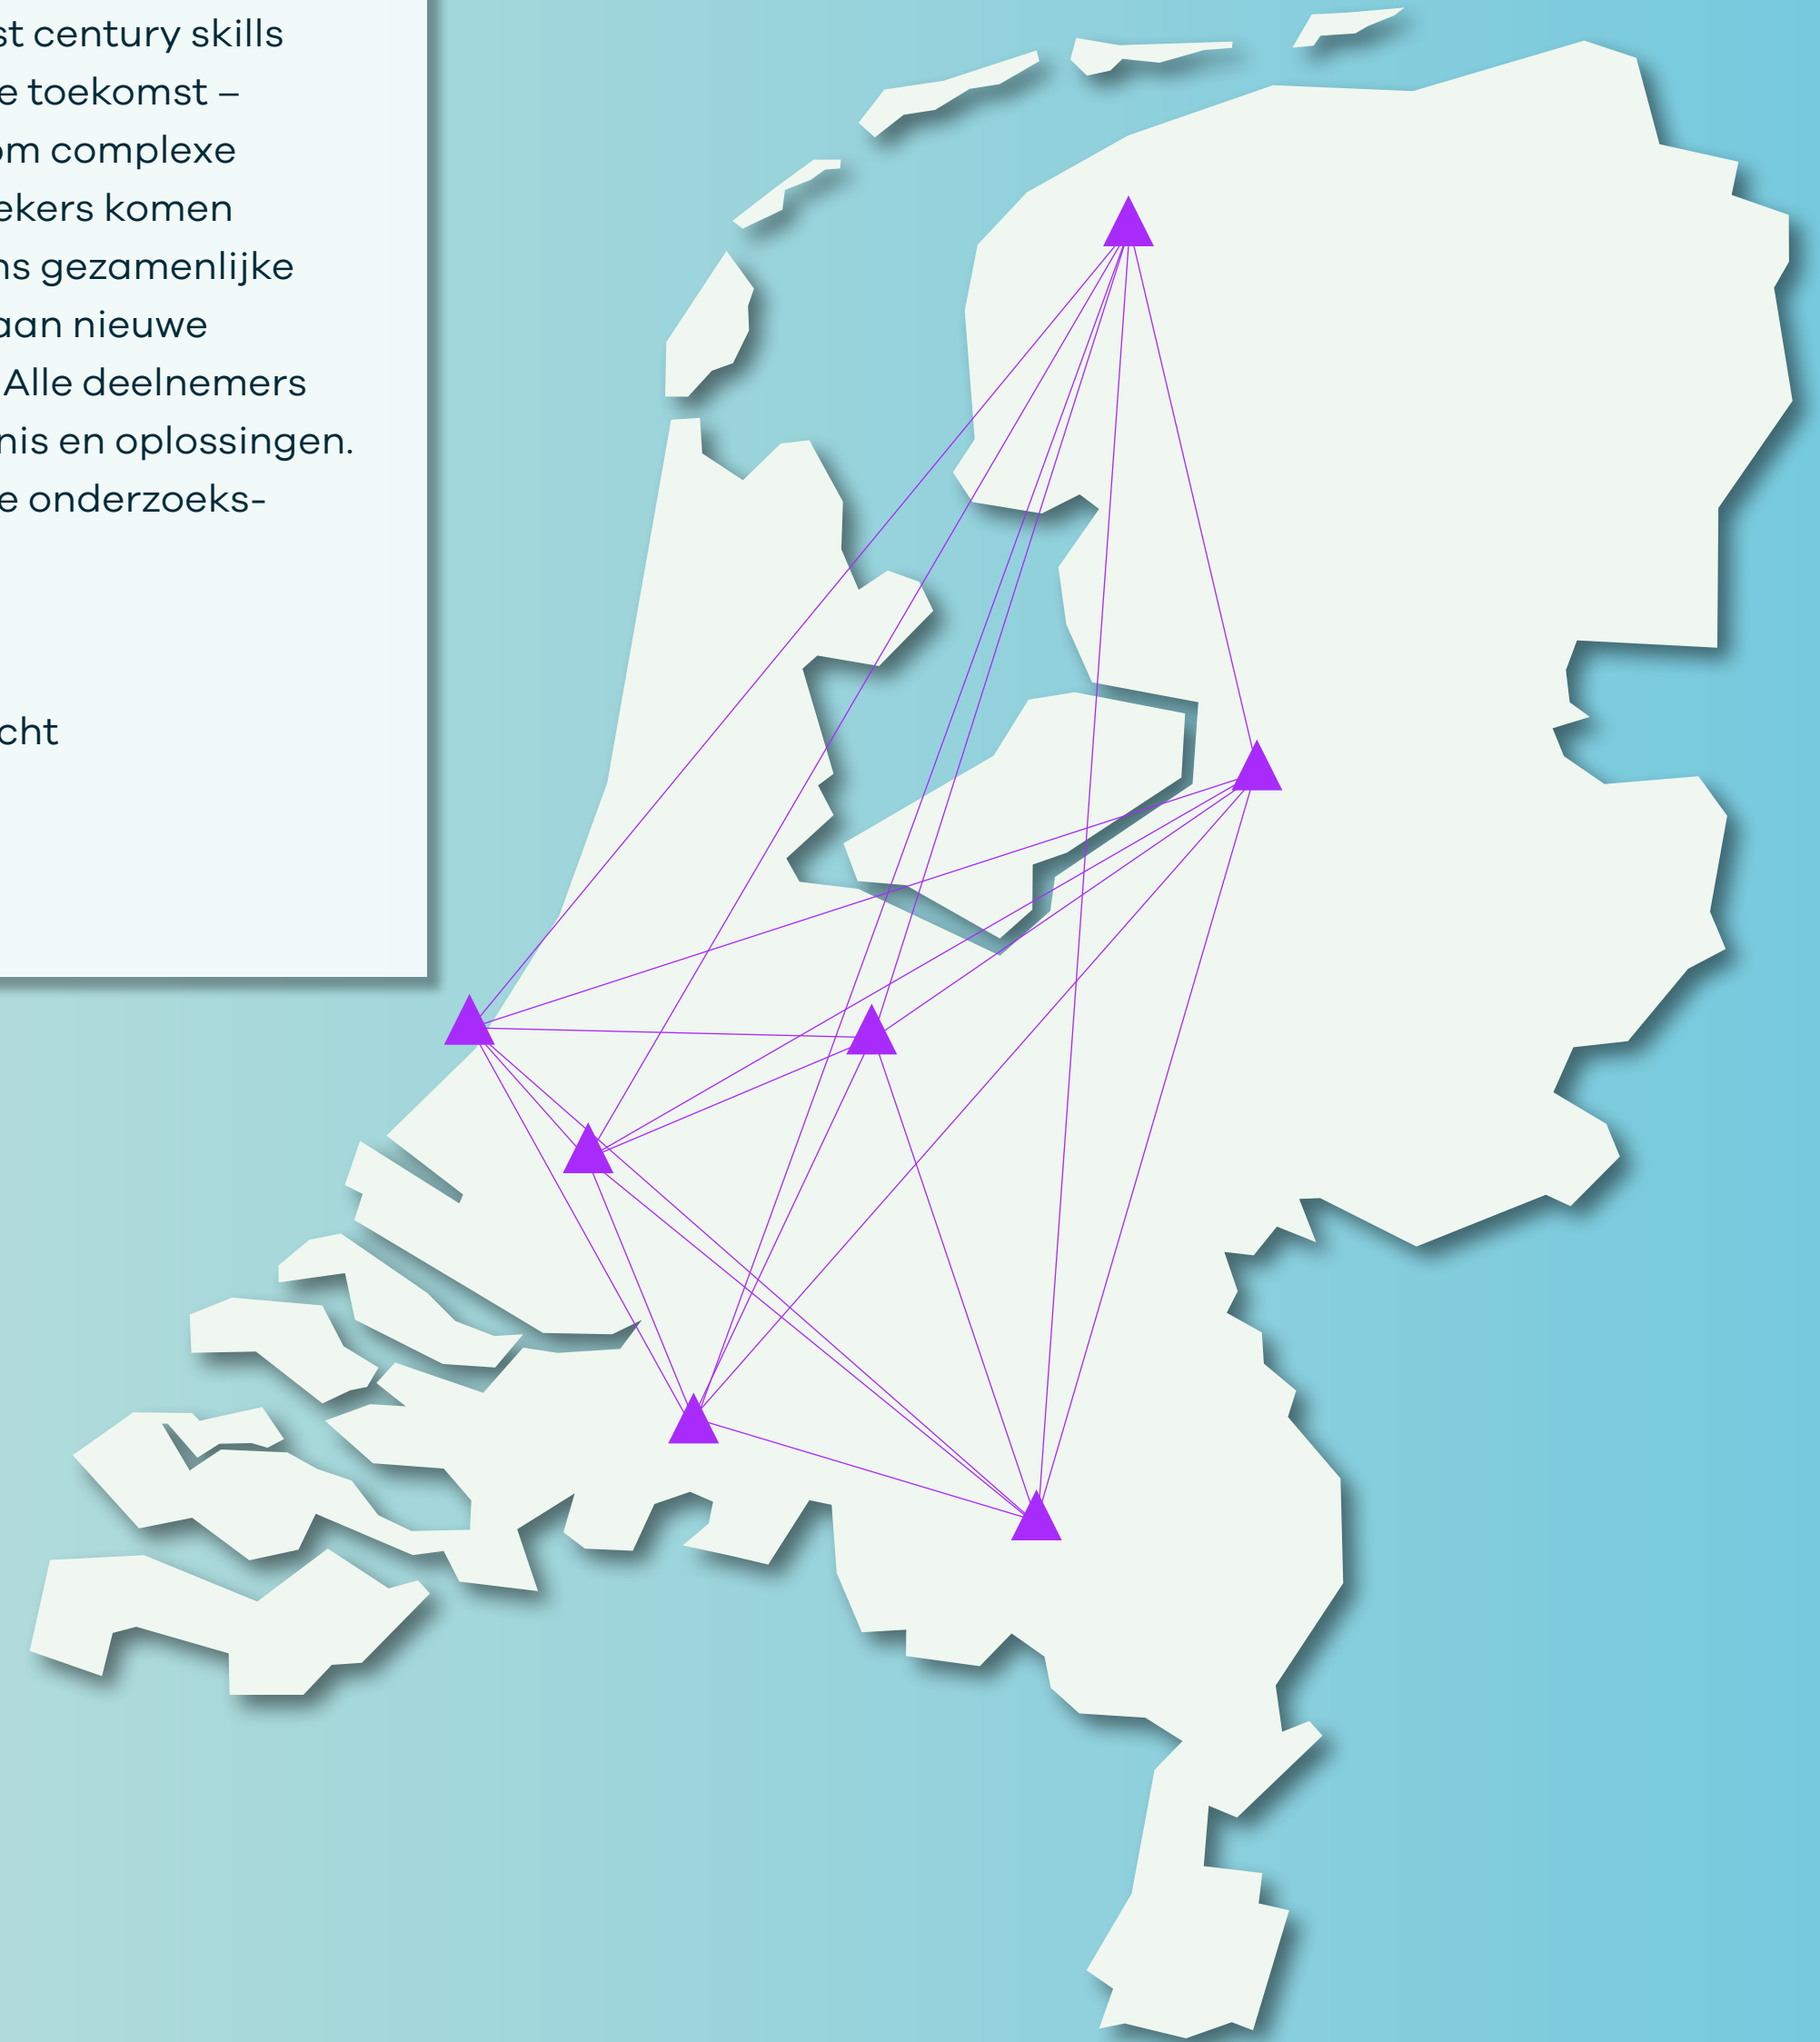 st century skills
e toekomst –
om complexe
ekers komen
ns gezamenlijke
aan nieuwe
Alle deelnemers
nis en oplossingen.
e onderzoeks-
cht